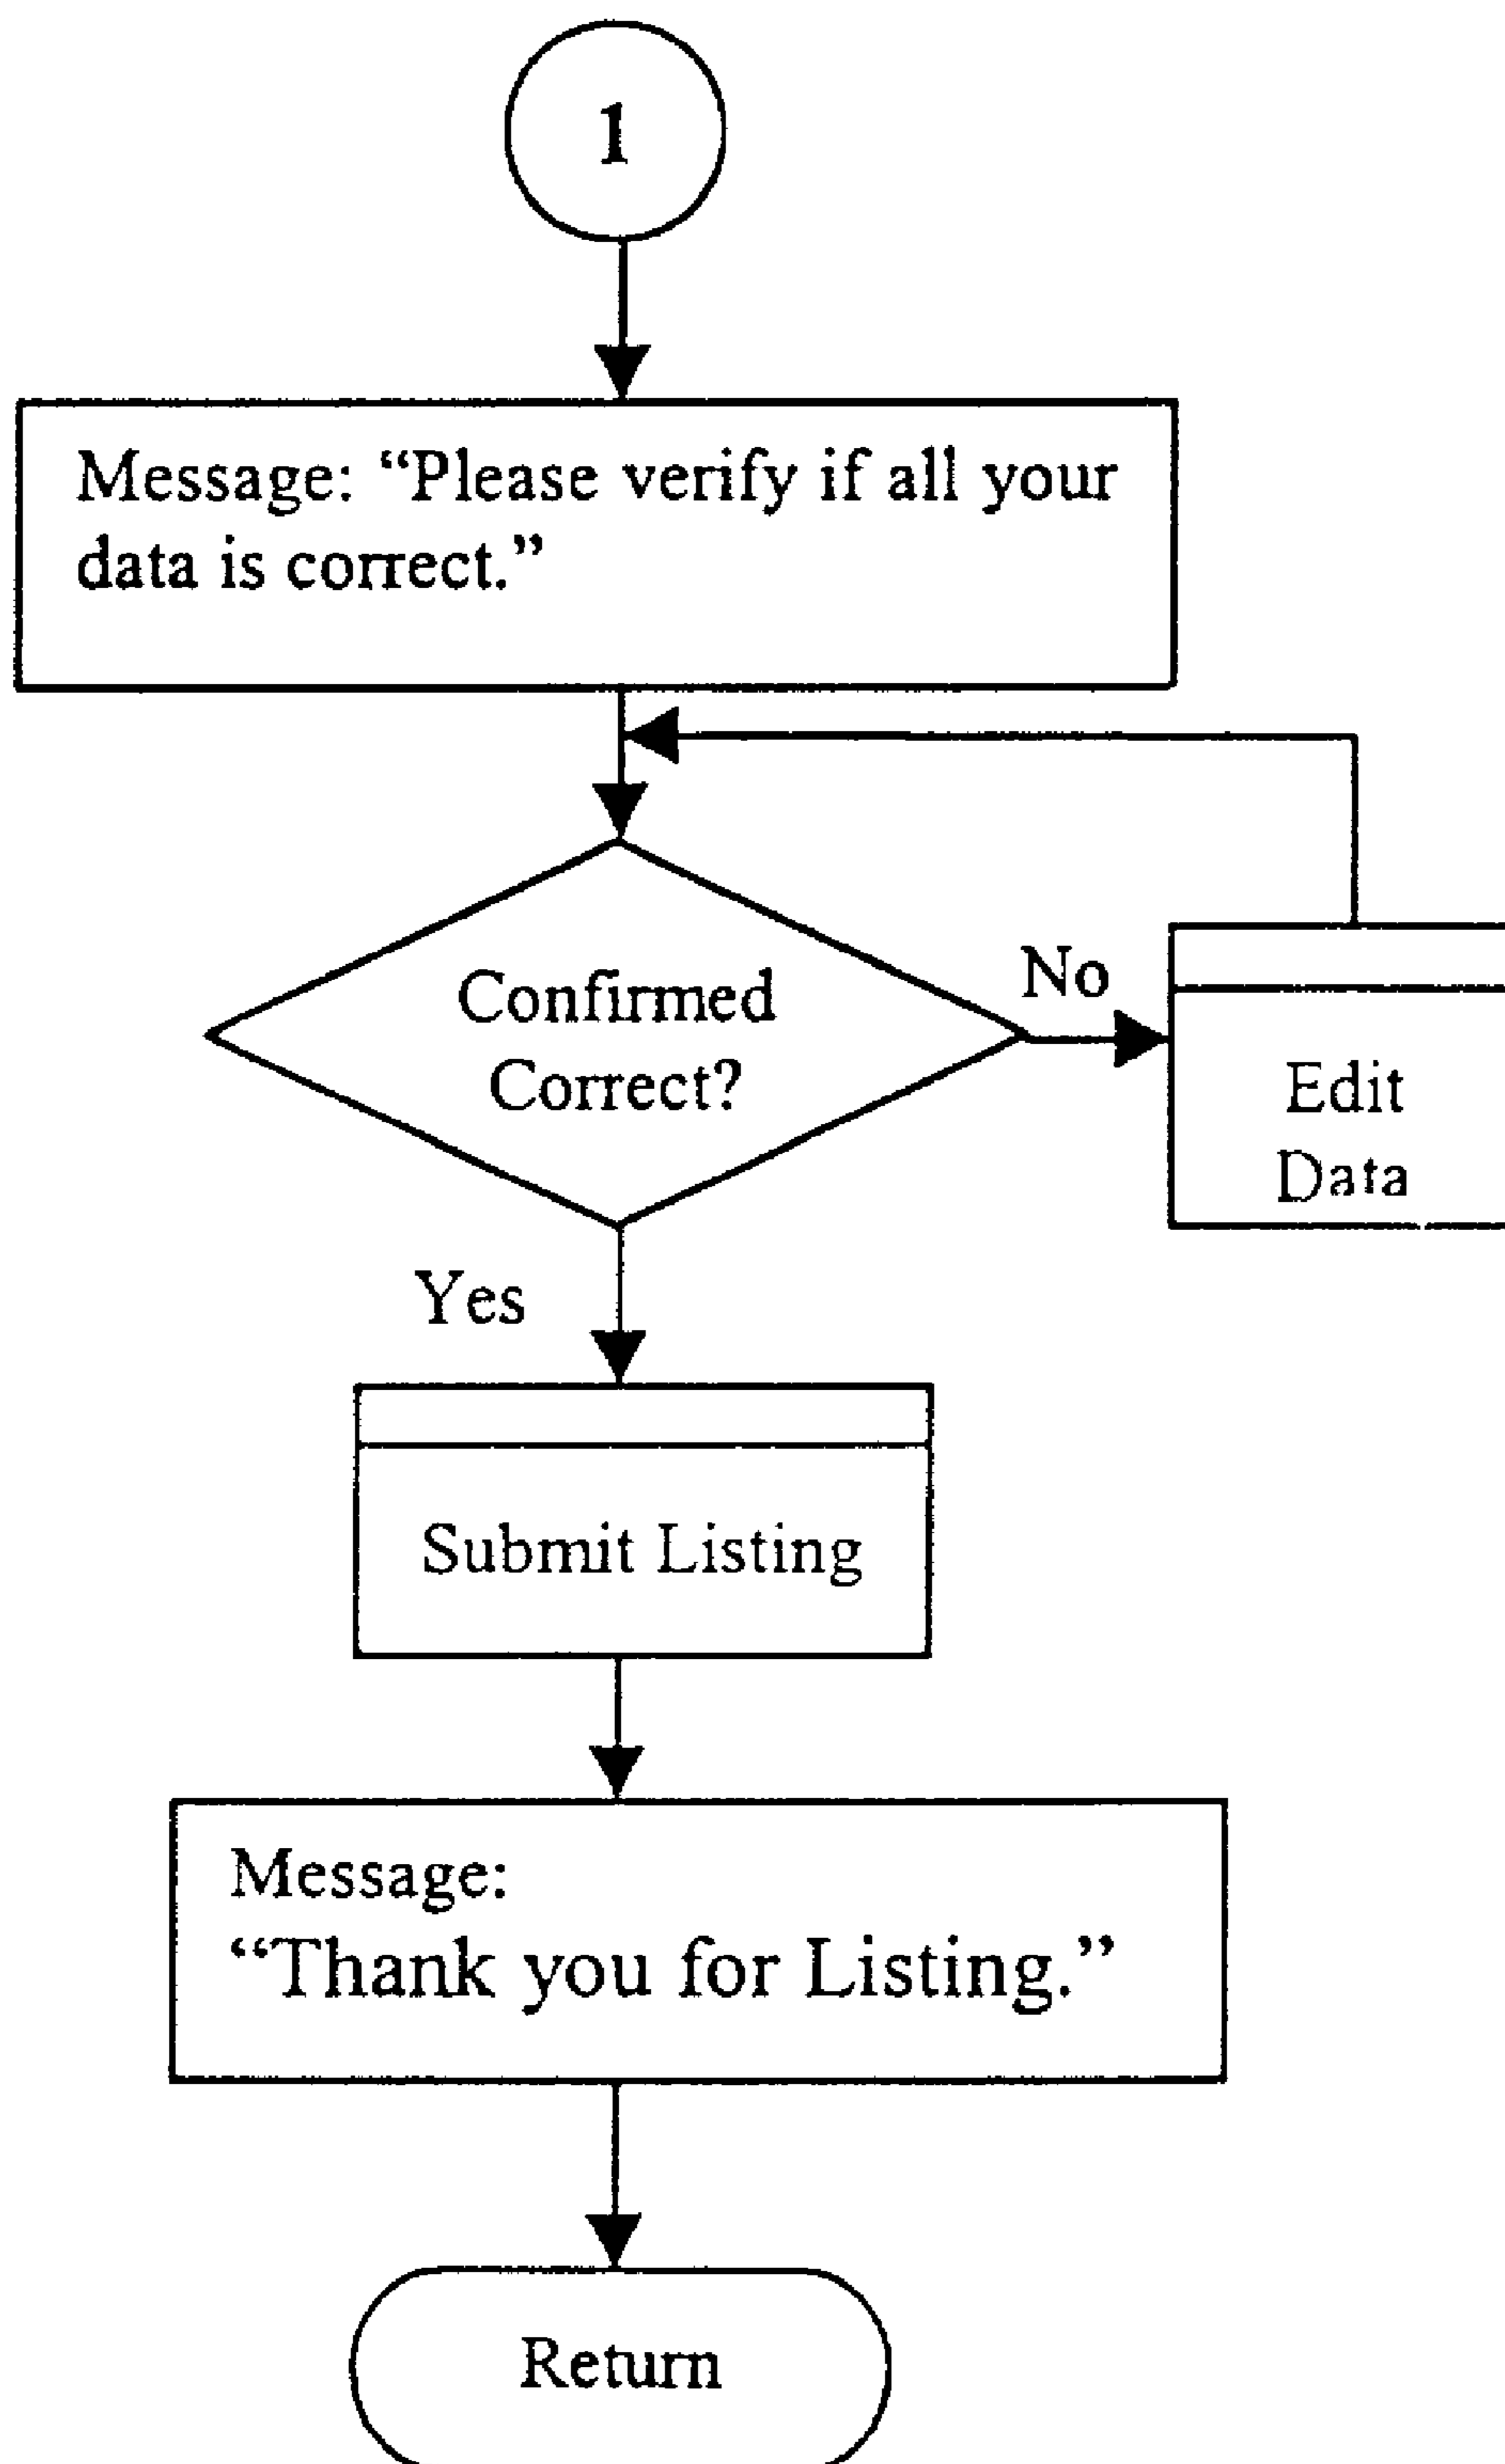 1
Message: “Please verify if all your
data is correct.”
Confirmed
Correct?
No
Edit
Data
Yes
Submit Listing
Message:
“Thank you for Listing.”
Return